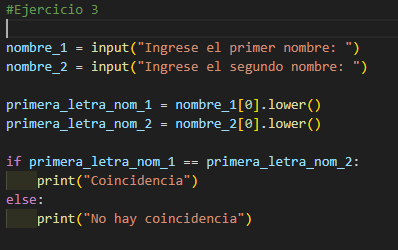 #Ejercicio 3
nombre_1 = input("Ingrese el primer nombre: ")
nombre_2 = input("Ingrese el segundo nombre: ")
primera_letra_nom_1 = nombre_1[0].lower()
primera_letra_nom_2 = nombre_2[0].lower()
if primera_letra_nom_1 == primera_letra_nom_2:
    print("Coincidencia")
else:
    print("No hay coincidencia")